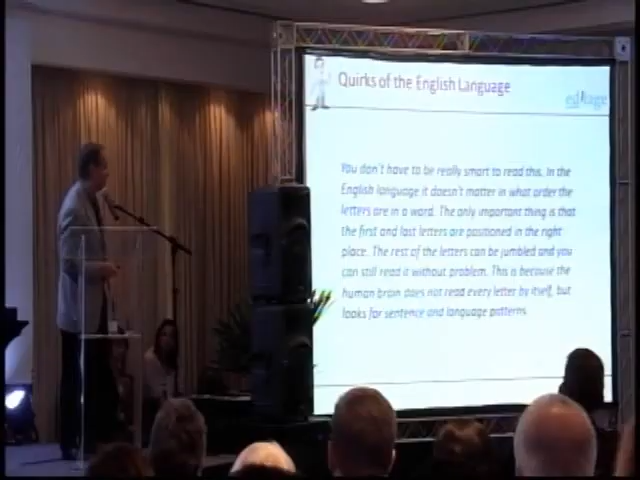 Quirks of the English Language
editage
You don't have to be really smart to read this. In the
English language it doesn't matter in what order the
letters are in a word. The only important thing is that
the first and last letters are positioned in the right
place. The rest of the letters can be jumbled and you
can still read it without problem. This is because the
human brain does not read every letter by itself, but
looks for sentence and language patterns.